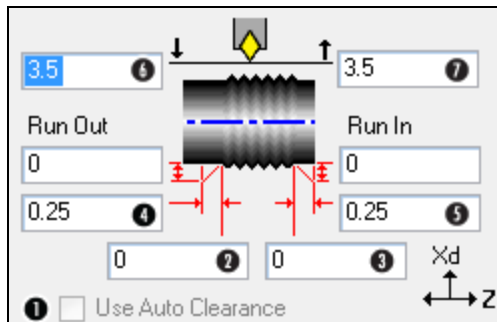 3.5 6 3.5 7
Run Out Run In
0 0
0.25 4 0.25 5
0 2 0 3
Xd
Z
1 Use Auto Clearance